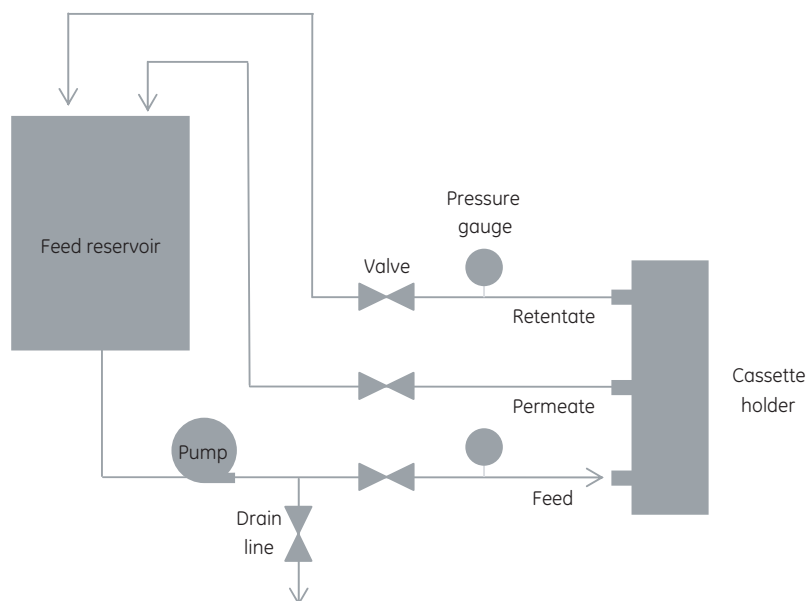 Pressure
gauge
Feed reservoir
Valve
Retentate
Cassette
holder
Permeate
Pump
Feed
Drain
line